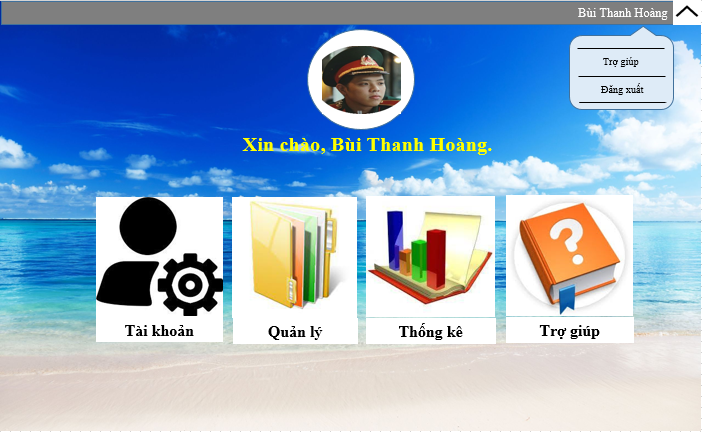 Bùi Thanh Hoàng
Trợ giúp
Đăng xuất
Xin chào, Bùi Thanh Hoàng.
Tài khoản
Quản lý
Thống kê
Trợ giúp